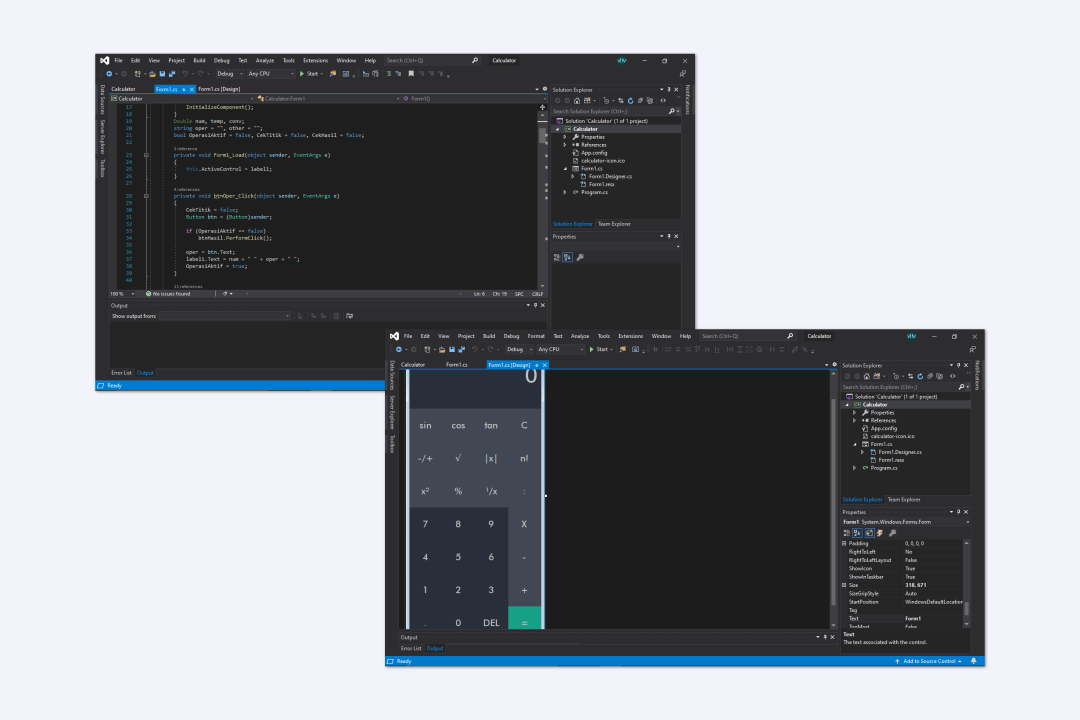 File Edit View Project Build Debug Test Analyze Tools Extensions Window Help Search (Ctrl+Q) Calculator
Debug Any CPU Start
Calculator Form1.cs Form1.cs [Design]
Calculator Calculator.Form1 Form1()
17 InitializeComponent();
18 }
19 Double num, temp, conv;
20 string oper = "", other = "";
21 bool OperasiAktif = false, CekTitik = false, CekHasil = false;
22
1 reference
23 private void Form1_Load(object sender, EventArgs e)
24 {
25 this.ActiveControl = label1;
26 }
27
4 references
28 private void btnOper_Click(object sender, EventArgs e)
29 {
30 CekTitik = false;
31 Button btn = (Button)sender;
32
33 if (OperasiAktif == false)
34 btnHasil.PerformClick();
35
36 oper = btn.Text;
37 label1.Text = num + " " + oper + " ";
38 OperasiAktif = true;
39 }
40
11 references
100 % No issues found Ln: 6 Ch: 19 SPC CRLF
Output
Show output from:
Error List Output
Ready
Data Sources
Server Explorer
Toolbox
Solution Explorer
Search Solution Explorer (Ctrl+;)
Solution 'Calculator' (1 of 1 project)
Calculator
Properties
References
App.config
calculator-icon.ico
Form1.cs
Form1.Designer.cs
Form1.resx
Program.cs
Solution Explorer Team Explorer
Properties
Notifications
File Edit View Project Build Debug Format Test Analyze Tools Extensions Window Help Search (Ctrl+Q) Calculator
Debug Any CPU Start
Calculator Form1.cs Form1.cs [Design]
Data Sources
Server Explorer
Toolbox
0
sin cos tan C
-/+ √ |x| n!
x² % ¹/x :
7 8 9 X
4 5 6 -
1 2 3 +
. 0 DEL =
Output
Error List Output
Ready Add to Source Control
Solution Explorer
Search Solution Explorer (Ctrl+;)
Solution 'Calculator' (1 of 1 project)
Calculator
Properties
References
App.config
calculator-icon.ico
Form1.cs
Form1.Designer.cs
Form1.resx
Program.cs
Solution Explorer Team Explorer
Properties
Form1 System.Windows.Forms.Form
Padding 0, 0, 0, 0
RightToLeft No
RightToLeftLayout False
ShowIcon True
ShowInTaskbar True
Size 318, 671
SizeGripStyle Auto
StartPosition WindowsDefaultLocation
Tag
Text Form1
TopMost False
Text
The text associated with the control.
Notifications